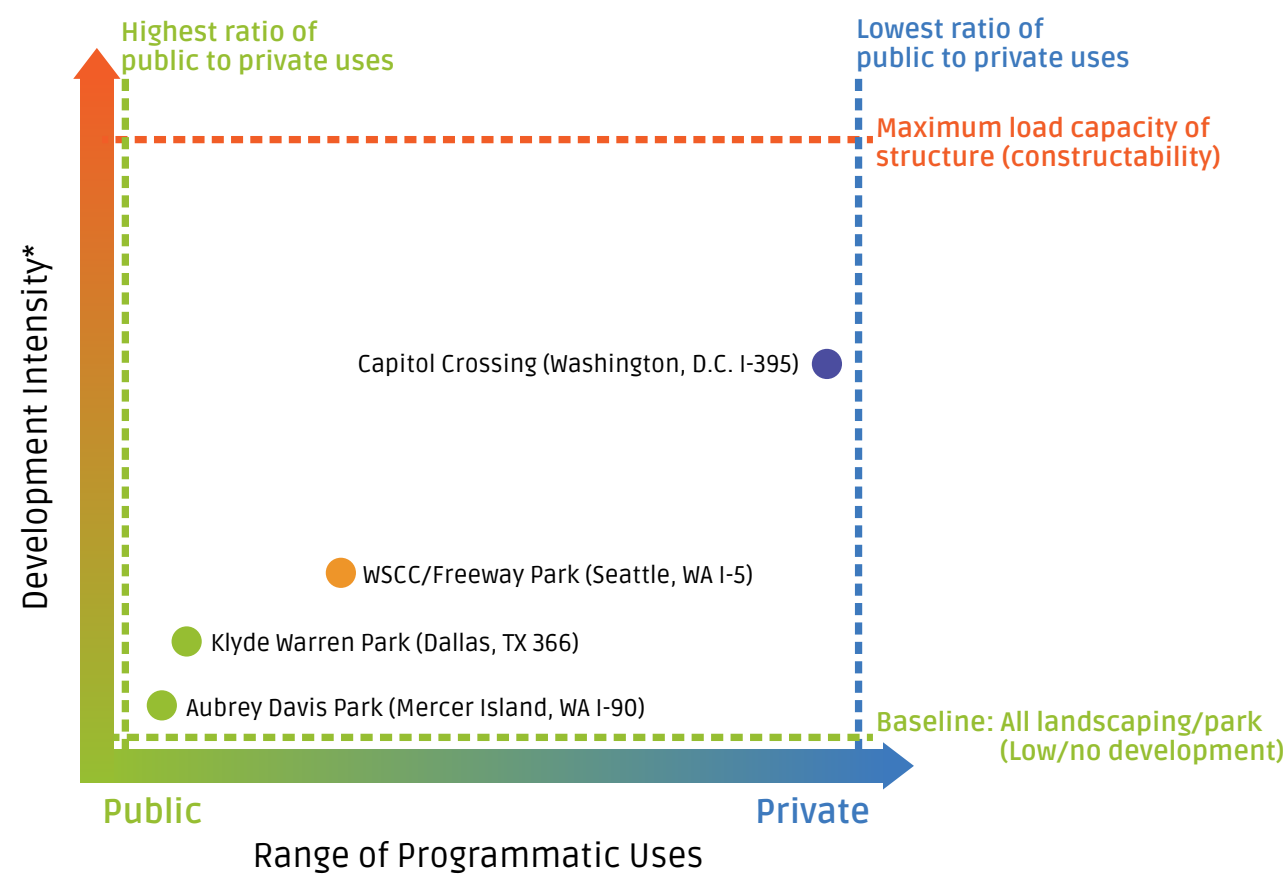 Highest ratio of
public to private uses
Lowest ratio of
public to private uses
Maximum load capacity of
structure (constructability)
Development Intensity*
Capitol Crossing (Washington, D.C. I-395)
WSCC/Freeway Park (Seattle, WA I-5)
Klyde Warren Park (Dallas, TX 366)
Aubrey Davis Park (Mercer Island, WA I-90)
Baseline: All landscaping/park
(Low/no development)
Public
Private
Range of Programmatic Uses